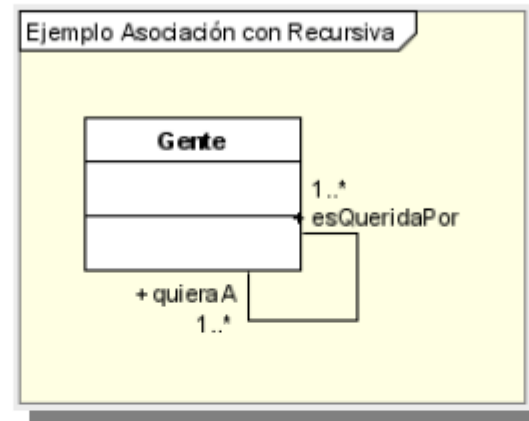 Ejemplo Asociación con Recursiva
Gente
1..*
+ esQueridaPor
+ quieraA
1..*